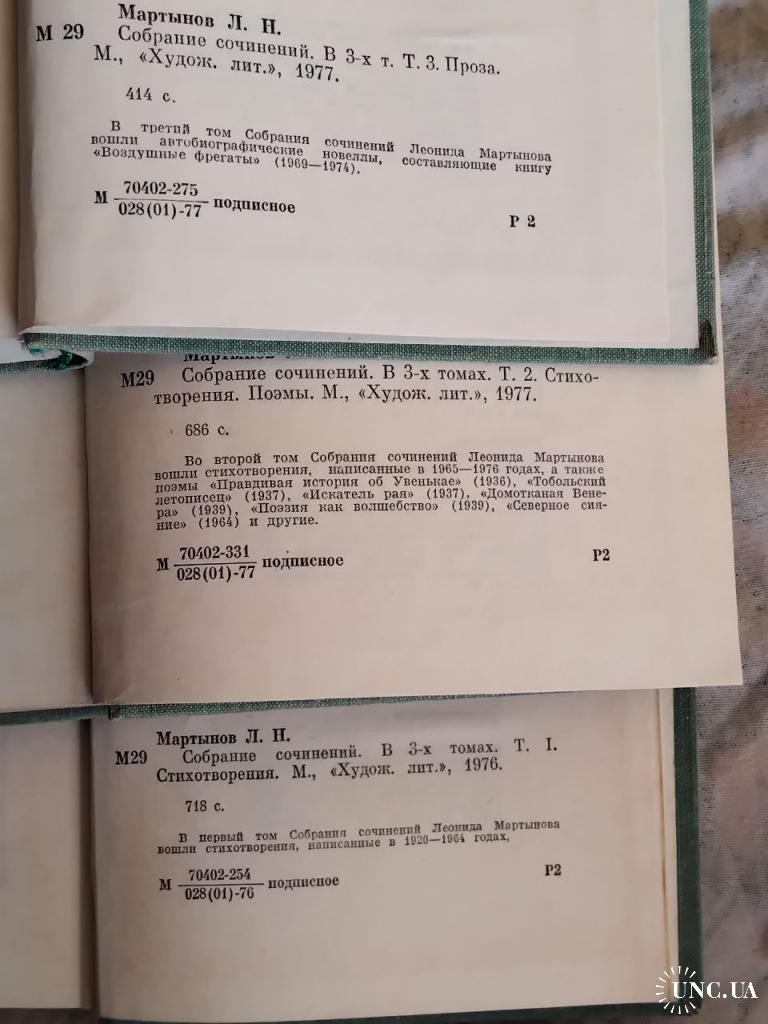 Мартынов Л. Н.
М 29 Собрание сочинений. В 3-х т. Т. 3. Проза.
М., «Худож. лит.», 1977.
414 с.
В третий том Собрания сочинений Леонида Мартынова
вошли автобиографические новеллы, составляющие книгу
«Воздушные фрегаты» (1969—1974).
70402-275
М подписное
028(01)-77
Р 2
Мартынов
М29 Собрание сочинений. В 3-х томах. Т. 2. Стихо-
творения. Поэмы. М., «Худож. лит.», 1977.
686 с.
Во второй том Собрания сочинений Леонида Мартынова
вошли стихотворения, написанные в 1965—1976 годах, а также
поэмы «Правдивая история об Увенькае» (1936), «Тобольский
летописец» (1937), «Искатель рая» (1937), «Домотканая Вене-
ра» (1939), «Поэзия как волшебство» (1939), «Северное сия-
ние» (1964) и другие.
70402-331
М подписное
028(01)-77
Р2
Мартынов Л. Н.
М29 Собрание сочинений. В 3-х томах. Т. I.
Стихотворения. М., «Худож. лит.», 1976.
718 с.
В первый том Собрания сочинений Леонида Мартынова
вошли стихотворения, написанные в 1920—1964 годах,
70402-254
М подписное
028(01)-76
Р2
UNC.UA